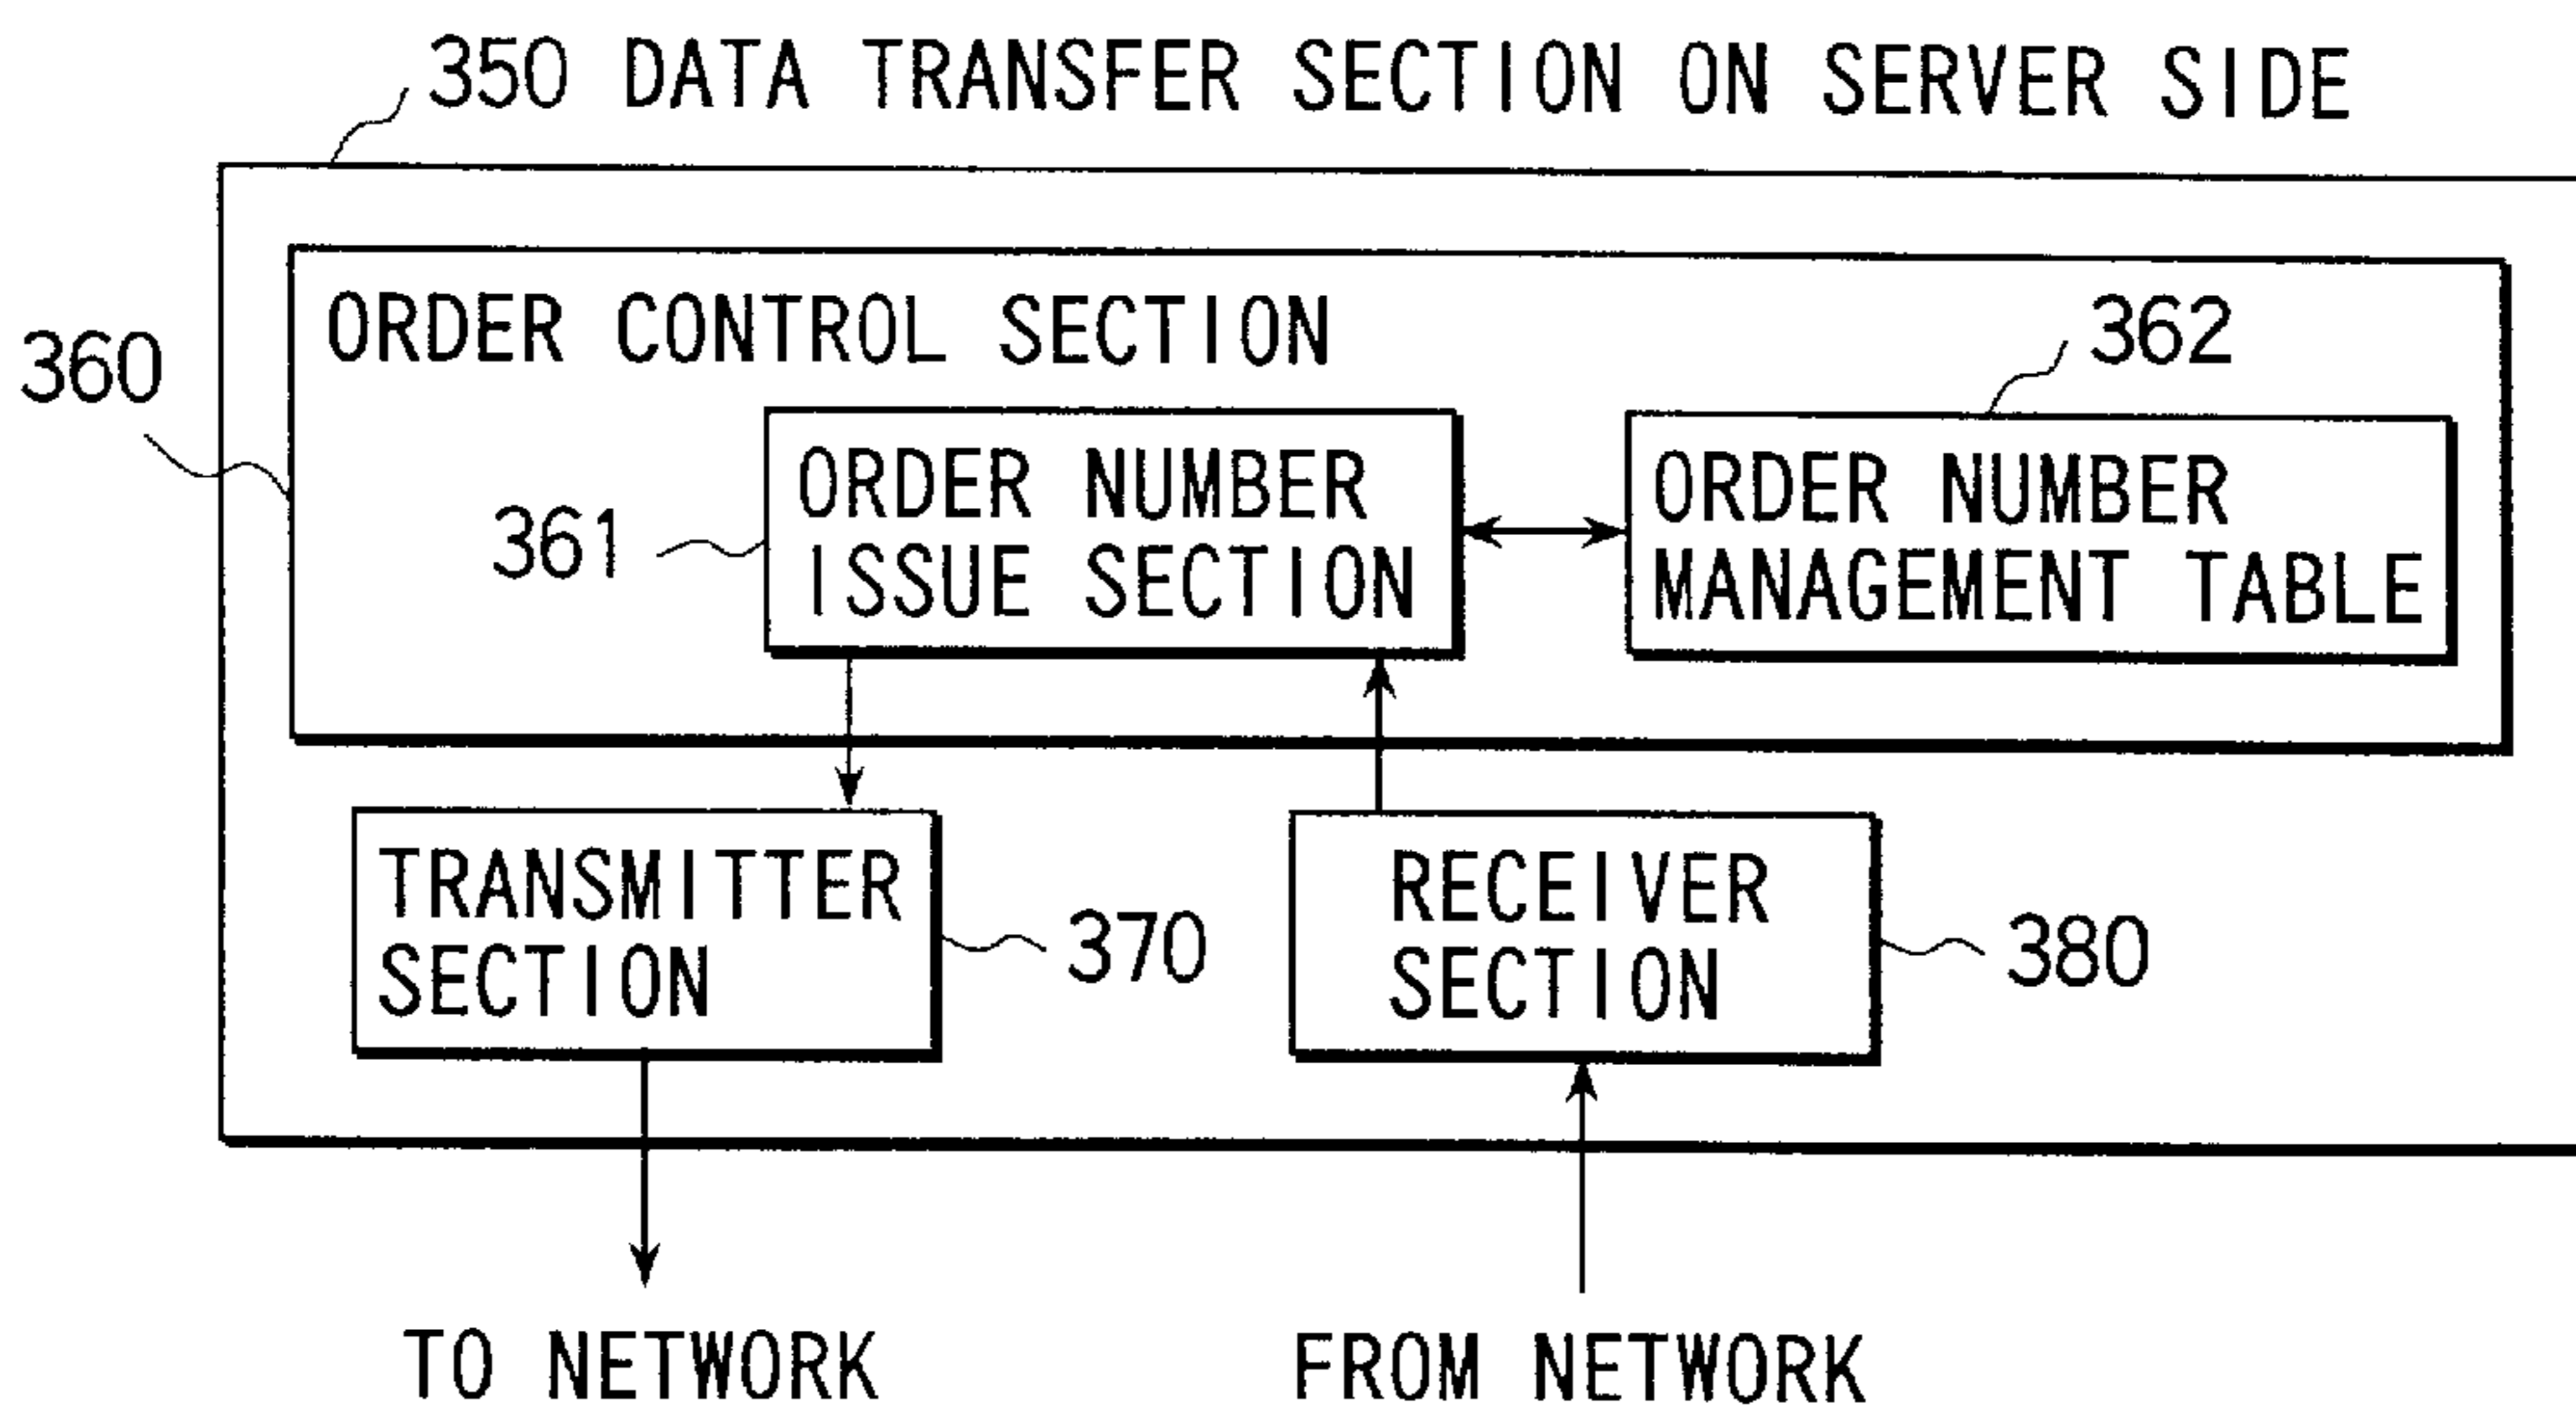 350 DATA TRANSFER SECTION ON SERVER SIDE
ORDER CONTROL SECTION
360
362
361
ORDER NUMBER
ISSUE SECTION
ORDER NUMBER
MANAGEMENT TABLE
TRANSMITTER
SECTION
370
RECEIVER
SECTION
380
TO NETWORK
FROM NETWORK